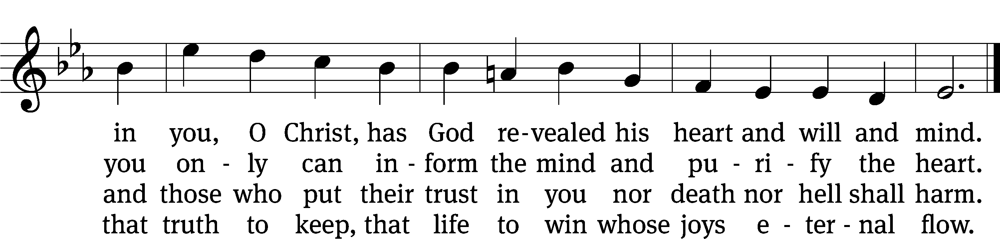 in you, O Christ, has God re-vealed his heart and will and mind.
you on - ly can in - form the mind and pu - ri - fy the heart.
and those who put their trust in you nor death nor hell shall harm.
that truth to keep, that life to win whose joys e - ter - nal flow.